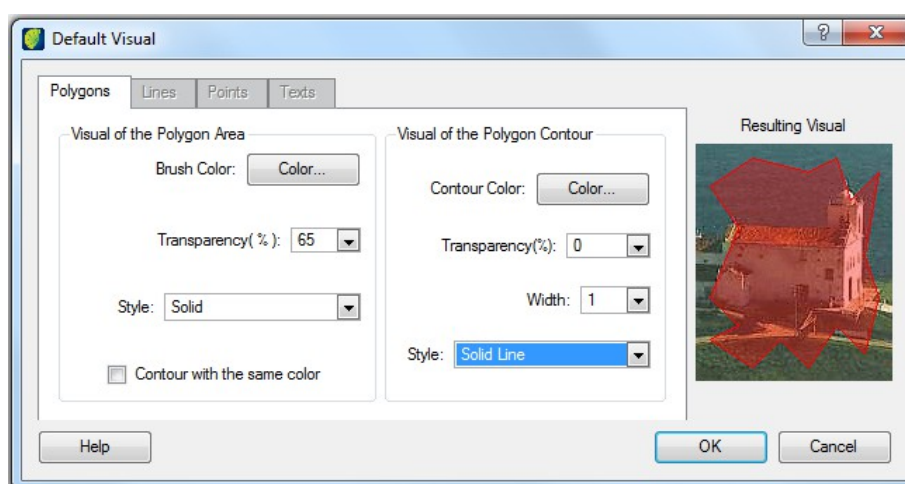 Default Visual
?
Polygons Lines Points Texts
Visual of the Polygon Area
Brush Color: Color...
Transparency( % ): 65
Style: Solid
Contour with the same color
Visual of the Polygon Contour
Contour Color: Color...
Transparency(%): 0
Width: 1
Style: Solid Line
Resulting Visual
Help OK Cancel